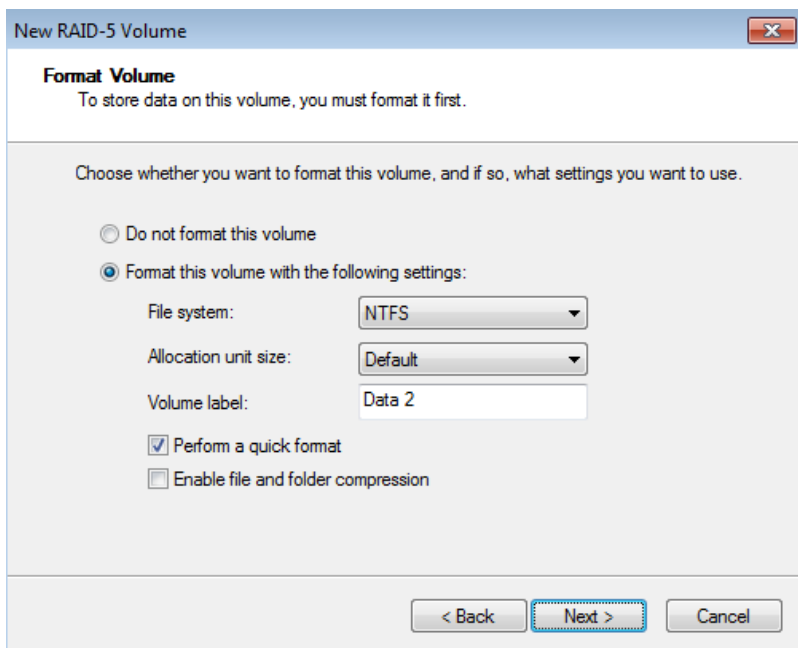 New RAID-5 Volume
Format Volume
To store data on this volume, you must format it first.
Choose whether you want to format this volume, and if so, what settings you want to use.
Do not format this volume
Format this volume with the following settings:
File system: NTFS
Allocation unit size: Default
Volume label: Data 2
Perform a quick format
Enable file and folder compression
< Back Next > Cancel